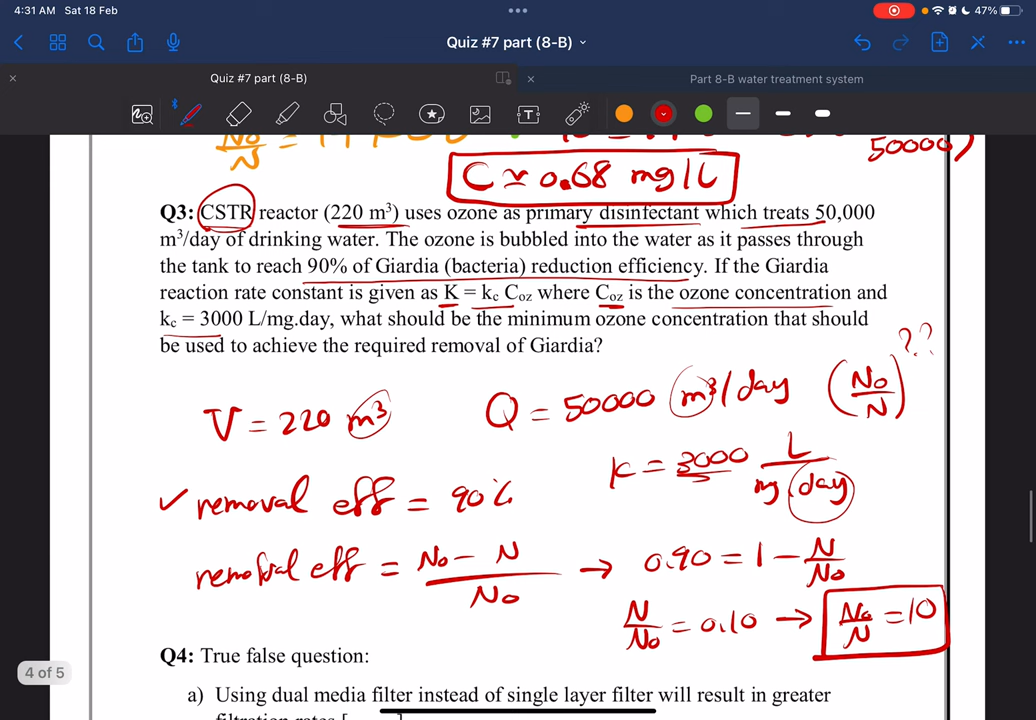 4:31 AM Sat 18 Feb
47%
Quiz #7 part (8-B)
Quiz #7 part (8-B)
Part 8-B water treatment system
T
No/N =
50000)
C ≃ 0.68 mg/L
Q3: CSTR reactor (220 m³) uses ozone as primary disinfectant which treats 50,000
m³/day of drinking water. The ozone is bubbled into the water as it passes through
the tank to reach 90% of Giardia (bacteria) reduction efficiency. If the Giardia
reaction rate constant is given as K = kc Coz where Coz is the ozone concentration and
kc = 3000 L/mg.day, what should be the minimum ozone concentration that should
be used to achieve the required removal of Giardia?
V = 220 m³ Q = 50000 m³/day (No/N)??
K = 3000 L/mg.day
✓ removal eff = 90%
removal eff = No - N / No → 0.90 = 1 - N/No
N/No = 0.10 → No/N = 10
Q4: True false question:
4 of 5
a) Using dual media filter instead of single layer filter will result in greater
filtration rates [